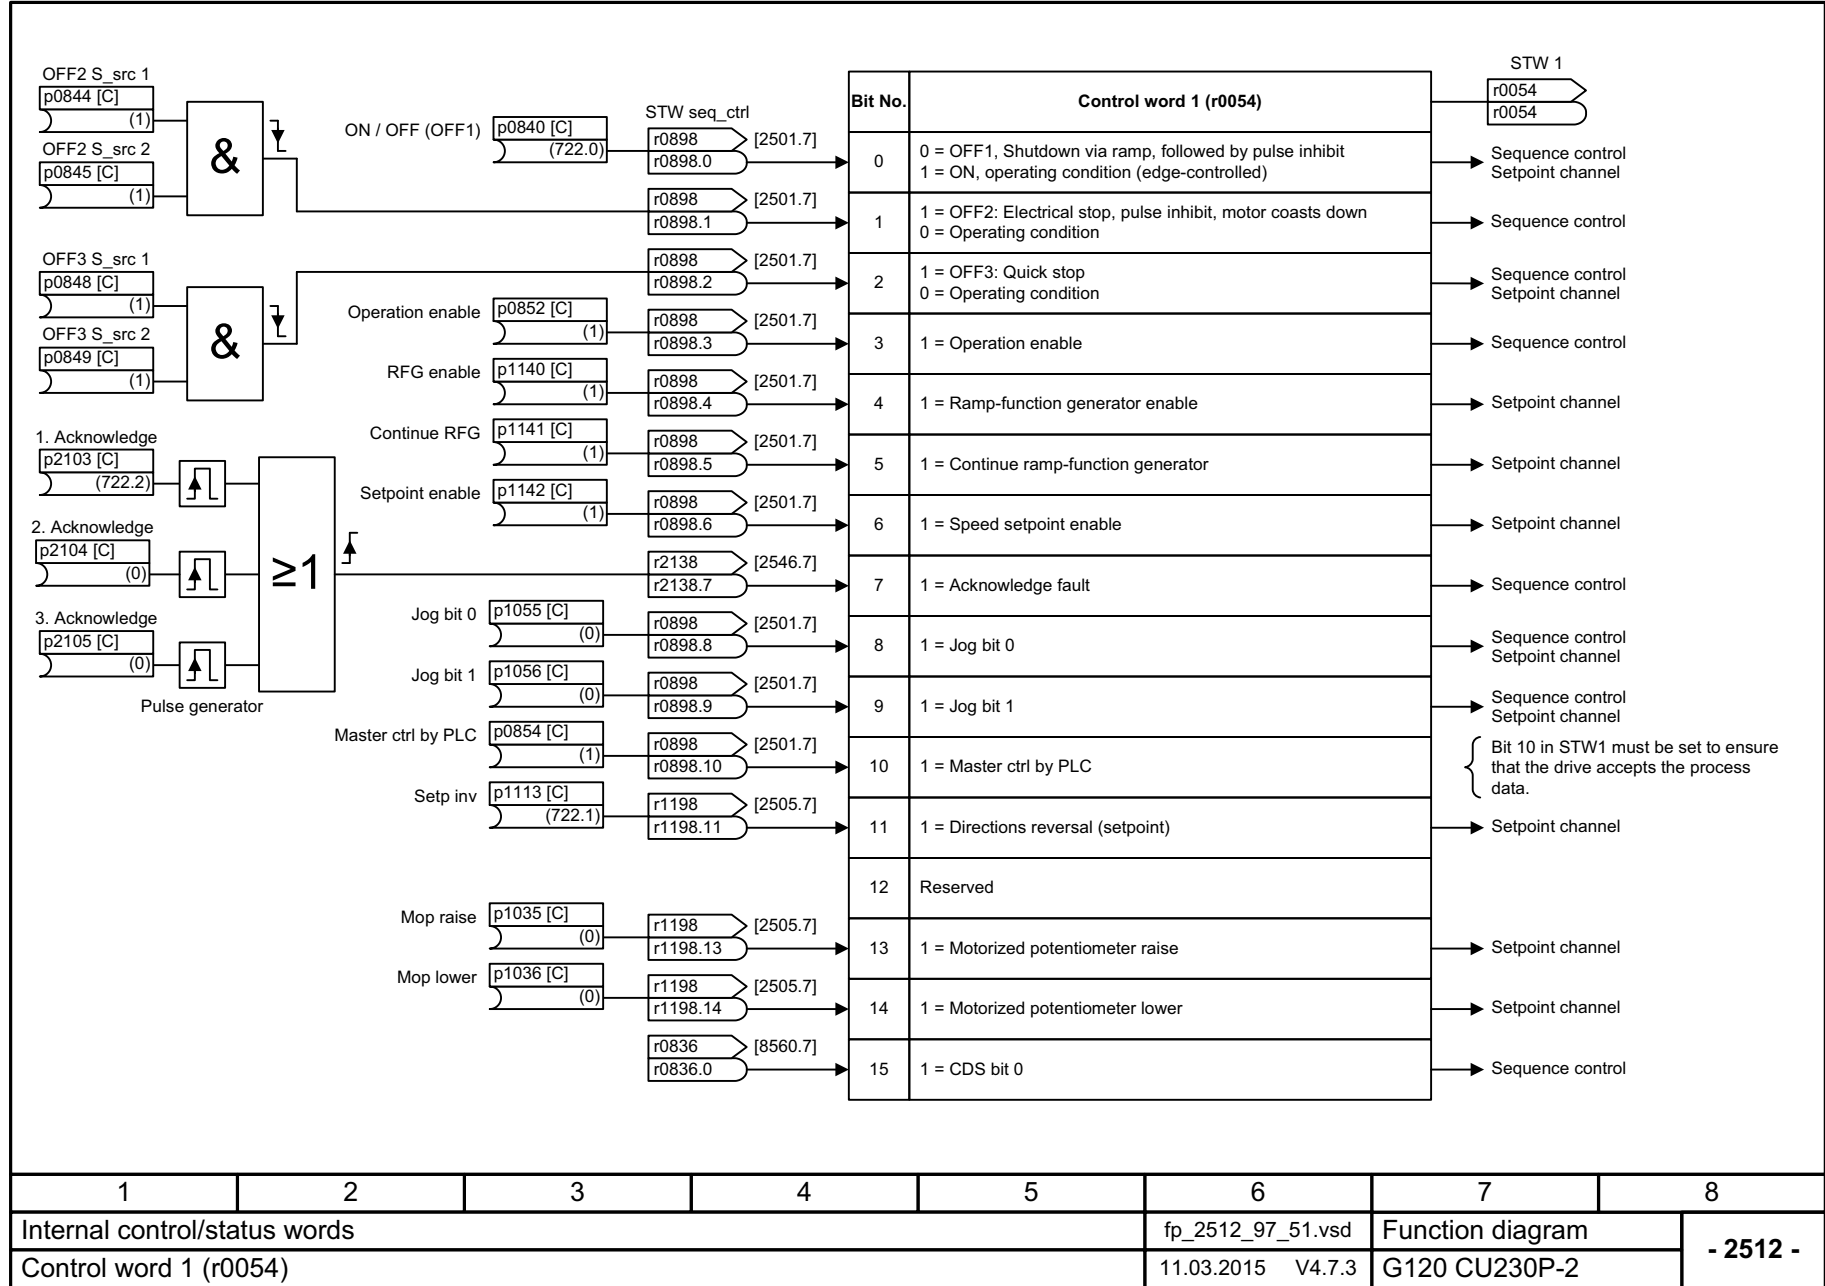 OFF2 S_src 1
p0844 [C]
(1)
OFF2 S_src 2
p0845 [C]
(1)
&
OFF3 S_src 1
p0848 [C]
(1)
OFF3 S_src 2
p0849 [C]
(1)
&
1. Acknowledge
p2103 [C]
(722.2)
2. Acknowledge
p2104 [C]
(0)
3. Acknowledge
p2105 [C]
(0)
Pulse generator
≥1
ON / OFF (OFF1)
p0840 [C]
(722.0)
Operation enable
p0852 [C]
(1)
RFG enable
p1140 [C]
(1)
Continue RFG
p1141 [C]
(1)
Setpoint enable
p1142 [C]
(1)
Jog bit 0
p1055 [C]
(0)
Jog bit 1
p1056 [C]
(0)
Master ctrl by PLC
p0854 [C]
(1)
Setp inv
p1113 [C]
(722.1)
Mop raise
p1035 [C]
(0)
Mop lower
p1036 [C]
(0)
STW seq_ctrl
r0898 [2501.7]
r0898.0
r0898 [2501.7]
r0898.1
r0898 [2501.7]
r0898.2
r0898 [2501.7]
r0898.3
r0898 [2501.7]
r0898.4
r0898 [2501.7]
r0898.5
r0898 [2501.7]
r0898.6
r2138 [2546.7]
r2138.7
r0898 [2501.7]
r0898.8
r0898 [2501.7]
r0898.9
r0898 [2501.7]
r0898.10
r1198 [2505.7]
r1198.11
r1198 [2505.7]
r1198.13
r1198 [2505.7]
r1198.14
r0836 [8560.7]
r0836.0
Bit No. Control word 1 (r0054)
0 0 = OFF1, Shutdown via ramp, followed by pulse inhibit
1 = ON, operating condition (edge-controlled)
1 1 = OFF2: Electrical stop, pulse inhibit, motor coasts down
0 = Operating condition
2 1 = OFF3: Quick stop
0 = Operating condition
3 1 = Operation enable
4 1 = Ramp-function generator enable
5 1 = Continue ramp-function generator
6 1 = Speed setpoint enable
7 1 = Acknowledge fault
8 1 = Jog bit 0
9 1 = Jog bit 1
10 1 = Master ctrl by PLC
11 1 = Directions reversal (setpoint)
12 Reserved
13 1 = Motorized potentiometer raise
14 1 = Motorized potentiometer lower
15 1 = CDS bit 0
STW 1
r0054
r0054
Sequence control
Setpoint channel
Sequence control
Sequence control
Setpoint channel
Sequence control
Setpoint channel
Setpoint channel
Setpoint channel
Sequence control
Sequence control
Setpoint channel
Sequence control
Setpoint channel
Bit 10 in STW1 must be set to ensure
that the drive accepts the process
data.
Setpoint channel
Setpoint channel
Setpoint channel
Sequence control
1 2 3 4 5 6 7 8
Internal control/status words fp_2512_97_51.vsd Function diagram
- 2512 -
Control word 1 (r0054) 11.03.2015 V4.7.3 G120 CU230P-2